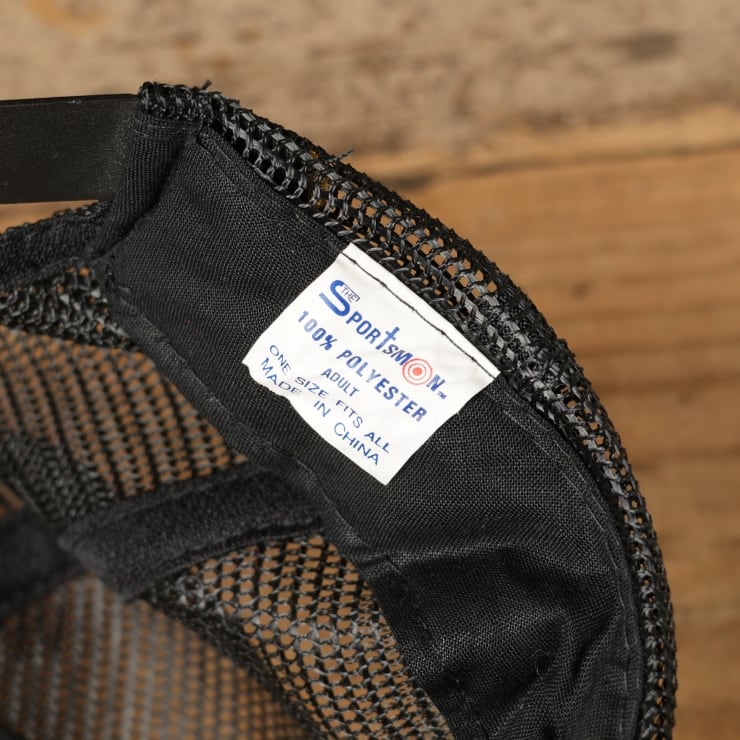 THE
SPORTSMAN™
100% POLYESTER
ADULT
ONE SIZE FITS ALL
MADE IN CHINA